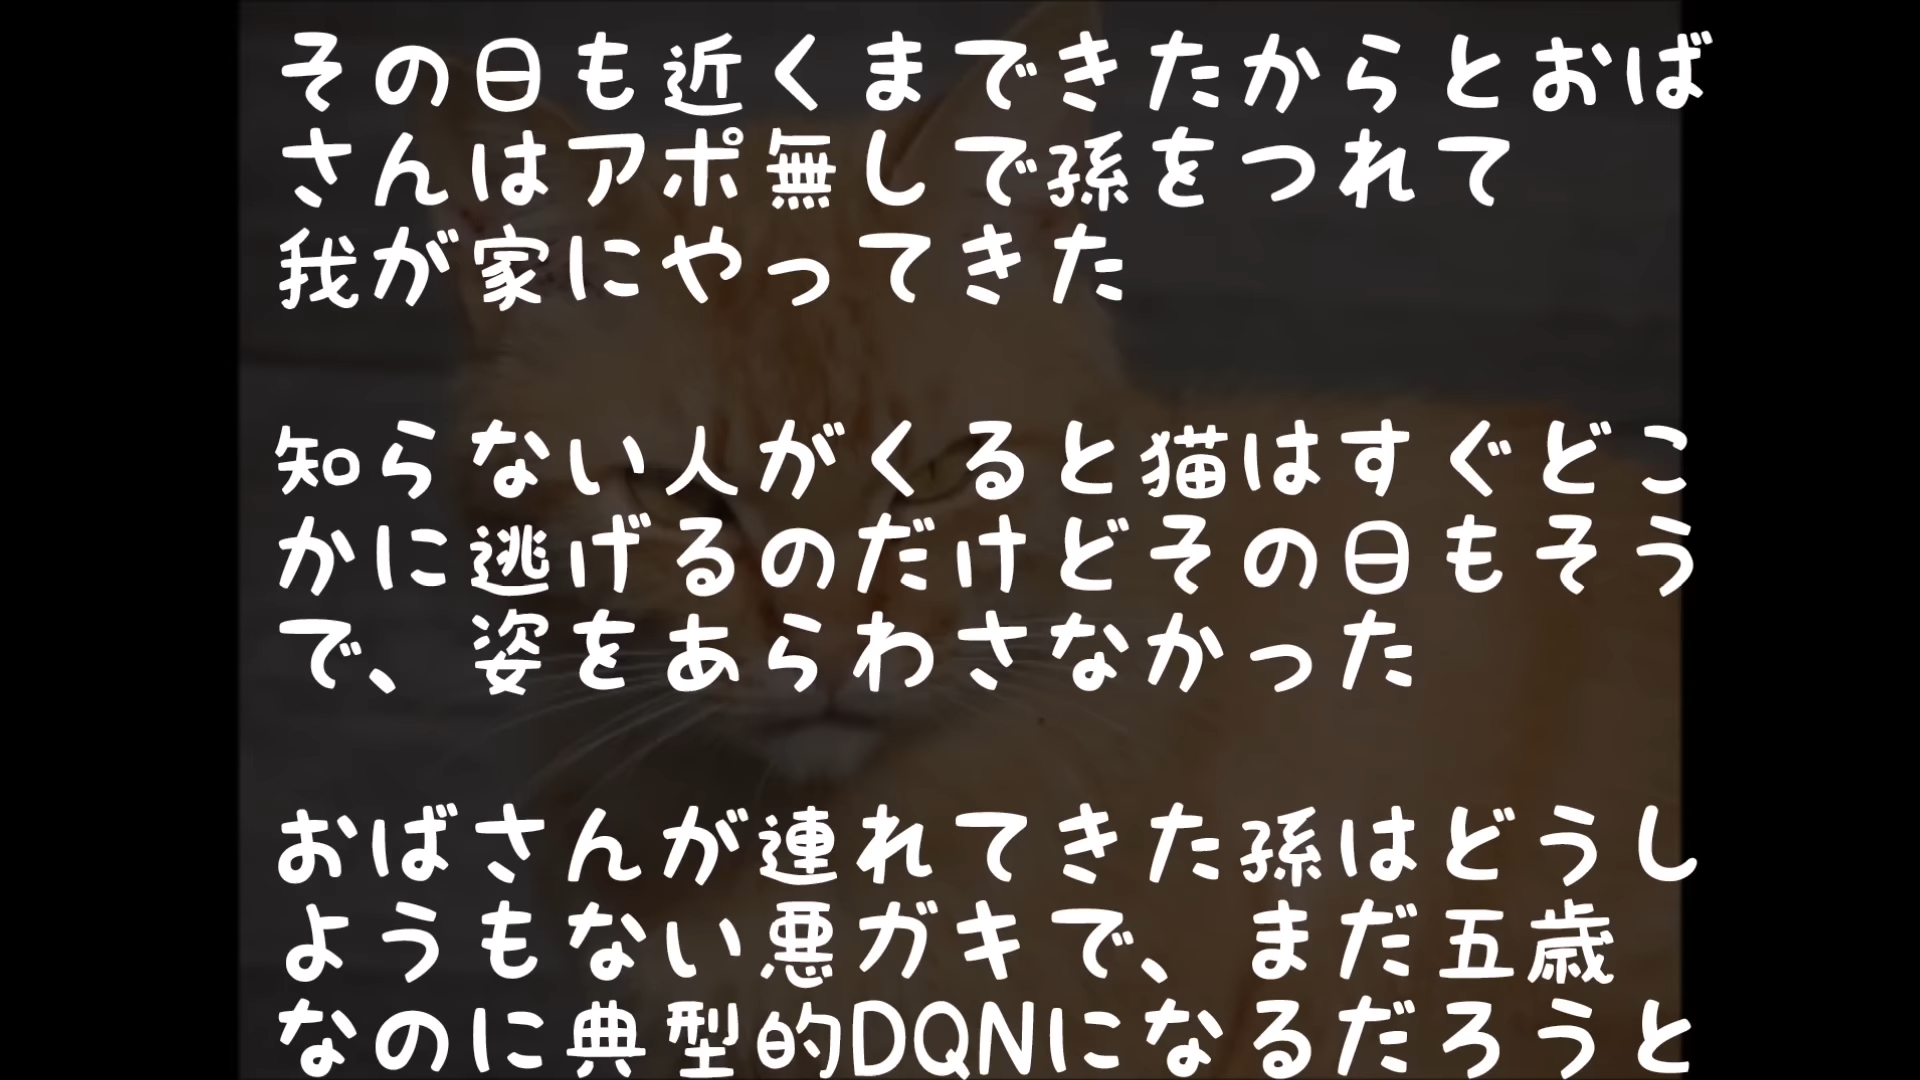 その日も近くまできたからとおば
さんはアポ無しで孫をつれて
我が家にやってきた
知らない人がくると猫はすぐどこ
かに逃げるのだけどその日もそう
で、姿をあらわさなかった
おばさんが連れてきた孫はどうし
ようもない悪ガキで、まだ五歳
なのに典型的DQNになるだろうと